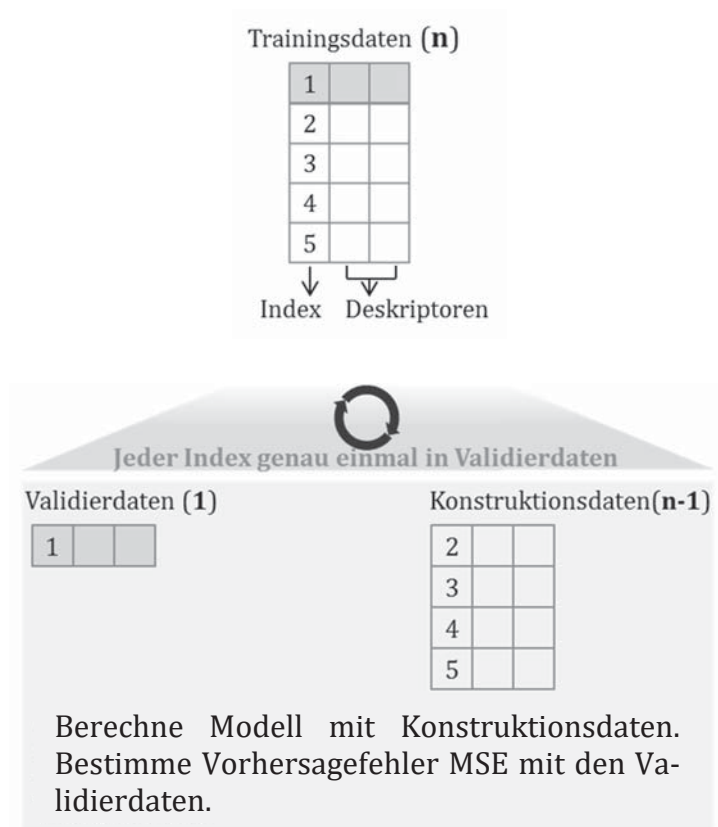 Trainingsdaten (n)
1
2
3
4
5
Index Deskriptoren
Jeder Index genau einmal in Validierdaten
Validierdaten (1) Konstruktionsdaten(n-1)
1 2
3
4
5
Berechne Modell mit Konstruktionsdaten.
Bestimme Vorhersagefehler MSE mit den Va-
lidierdaten.